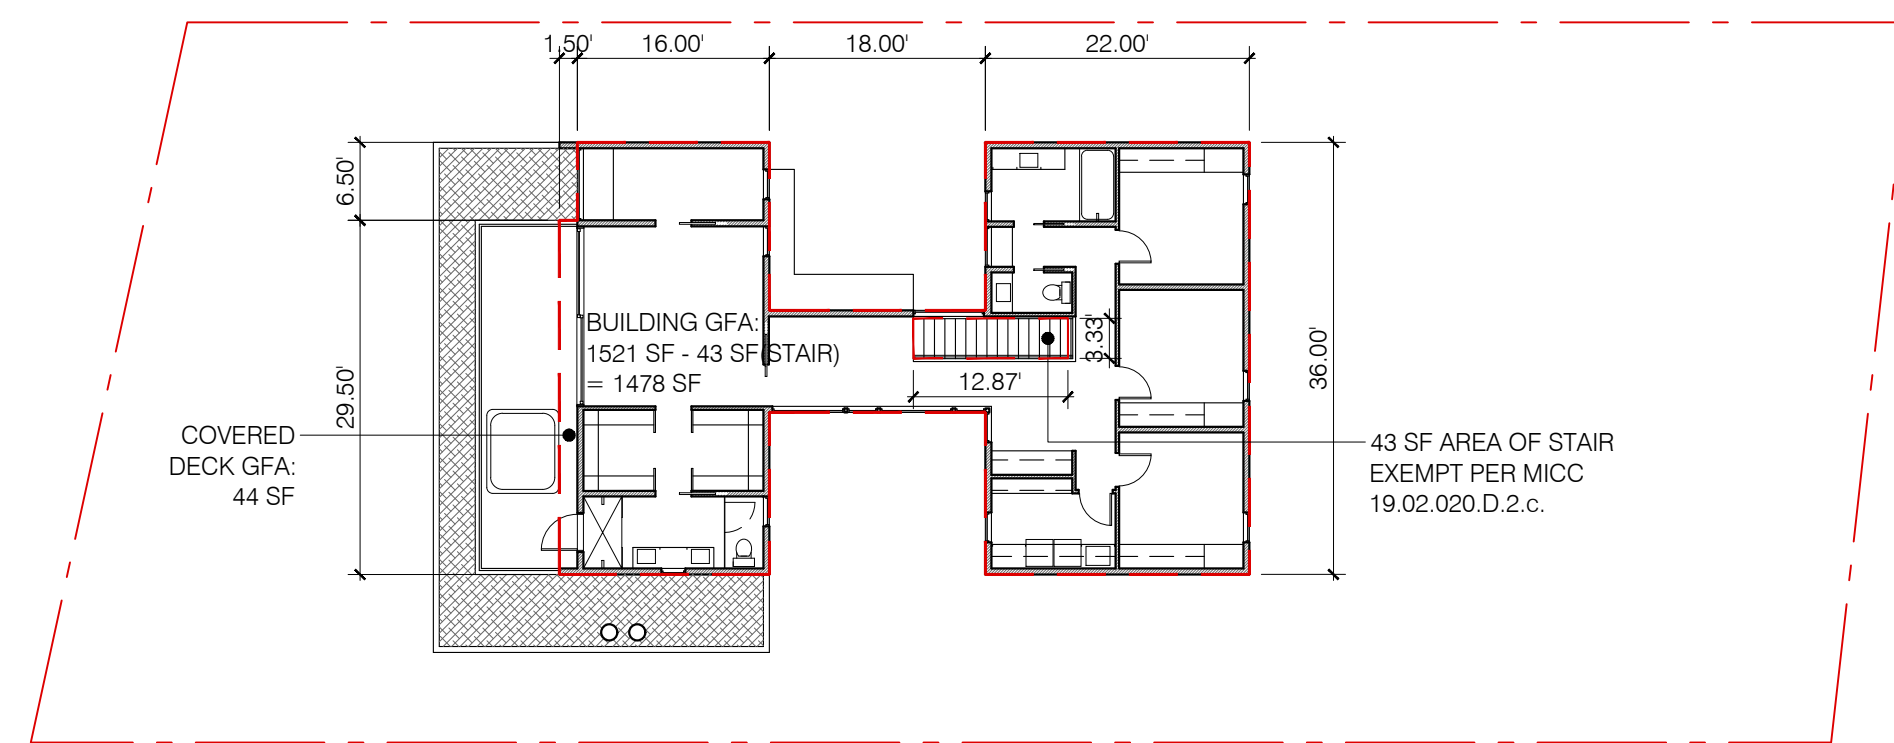 1.50'
16.00'
18.00'
22.00'
6.50'
29.50'
BUILDING GFA:
1521 SF - 43 SF(STAIR)
= 1478 SF
3.33'
12.87'
36.00'
COVERED
DECK GFA:
44 SF
43 SF AREA OF STAIR
EXEMPT PER MICC
19.02.020.D.2.c.